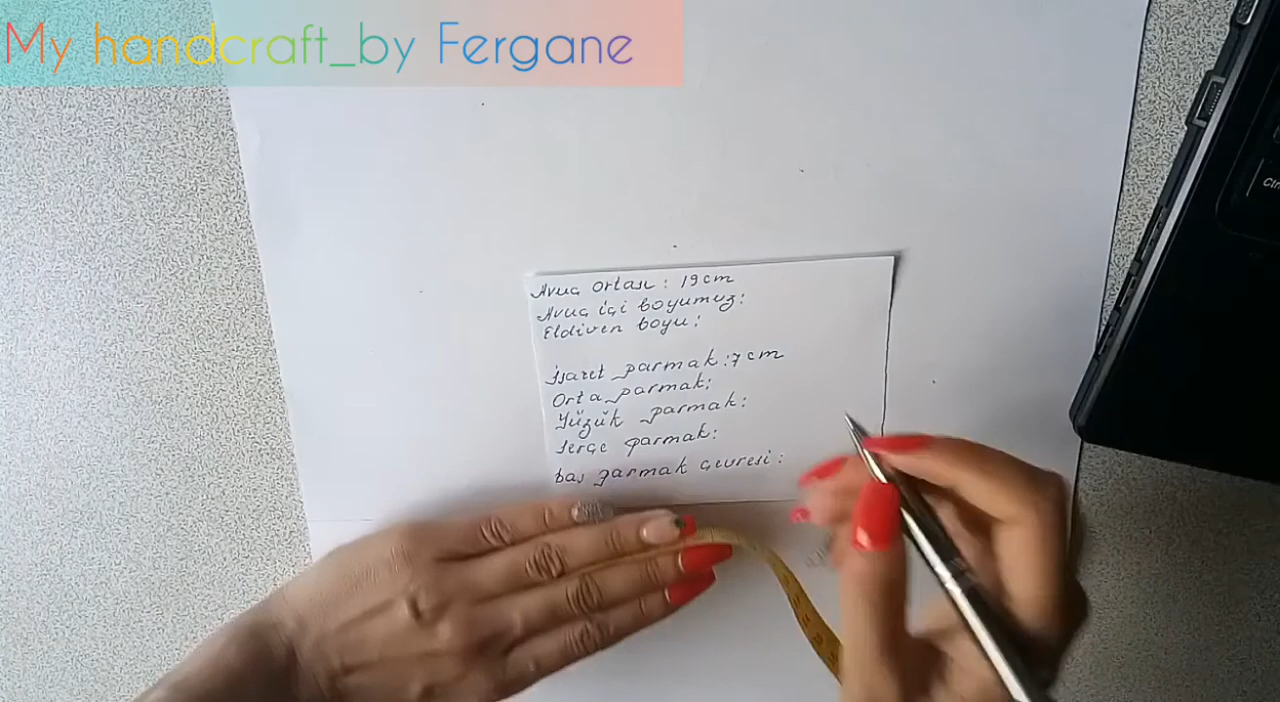 My handcraft_by Fergane
Avuç ortası : 19cm
Avuç içi boyumuz:
Eldiven boyu:
İşaret parmak :7cm
Orta parmak:
Yüzük parmak:
Serçe parmak:
baş parmak çevresi :